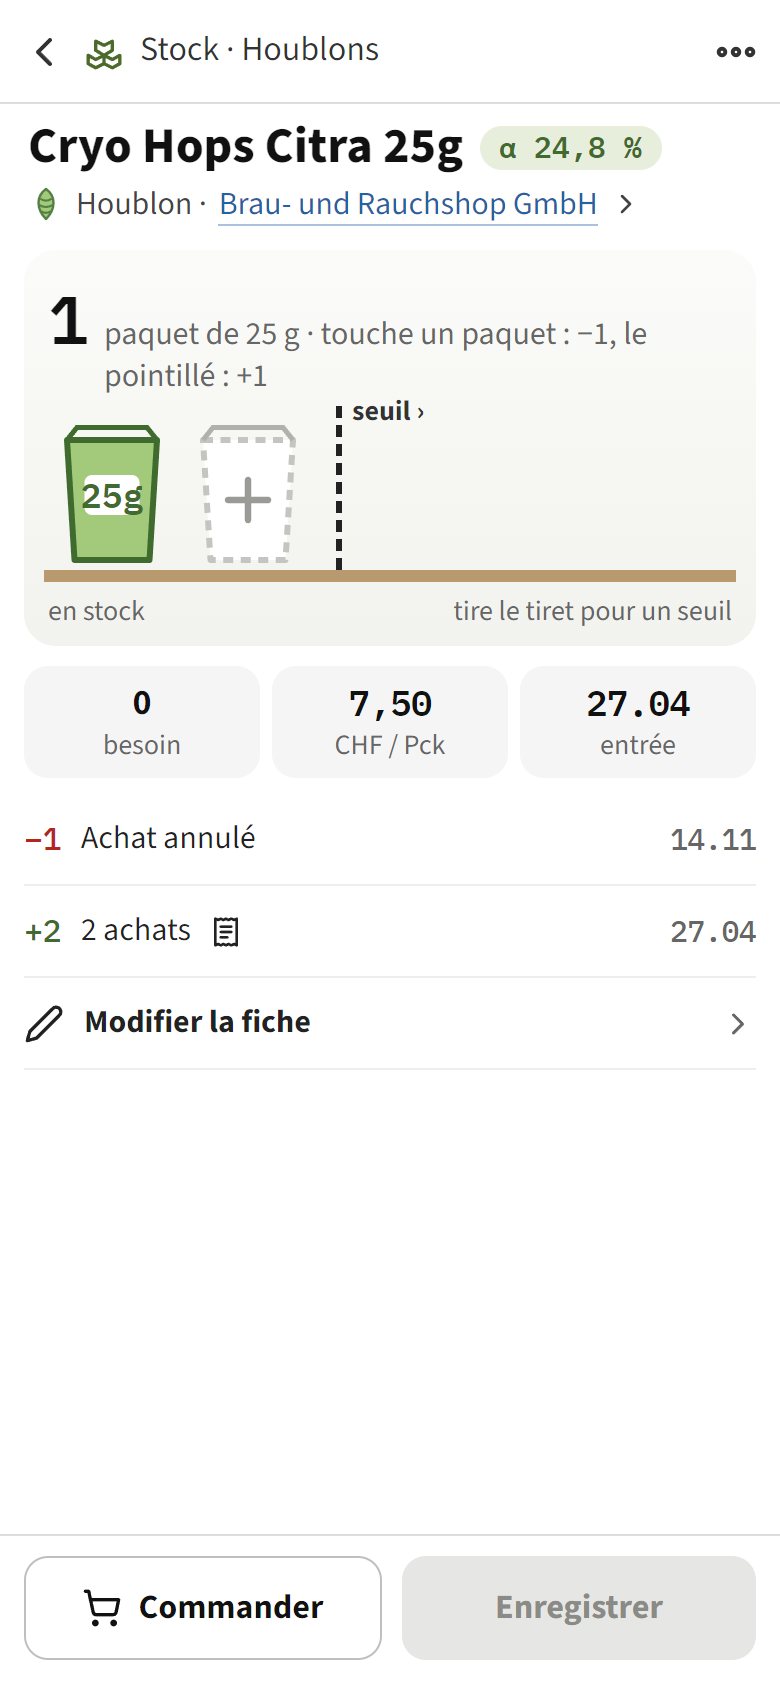 Stock · Houblons
Cryo Hops Citra 25g α 24,8 %
Houblon · Brau- und Rauchshop GmbH
1 paquet de 25 g · touche un paquet : −1, le
pointillé : +1
seuil ›
25g
en stock tire le tiret pour un seuil
0 7,50 27.04
besoin CHF / Pck entrée
−1 Achat annulé 14.11
+2 2 achats 27.04
Modifier la fiche
Commander Enregistrer